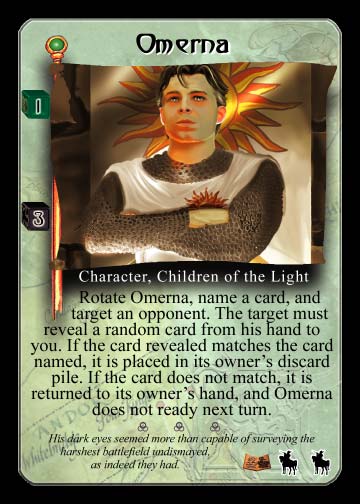 Omerna
1
3
Character, Children of the Light
Rotate Omerna, name a card, and
target an opponent. The target must
reveal a random card from his hand to
you. If the card revealed matches the card
named, it is placed in its owner's discard
pile. If the card does not match, it is
returned to its owner's hand, and Omerna
does not ready next turn.
His dark eyes seemed more than capable of surveying the
harshest battlefield undismayed,
as indeed they had.